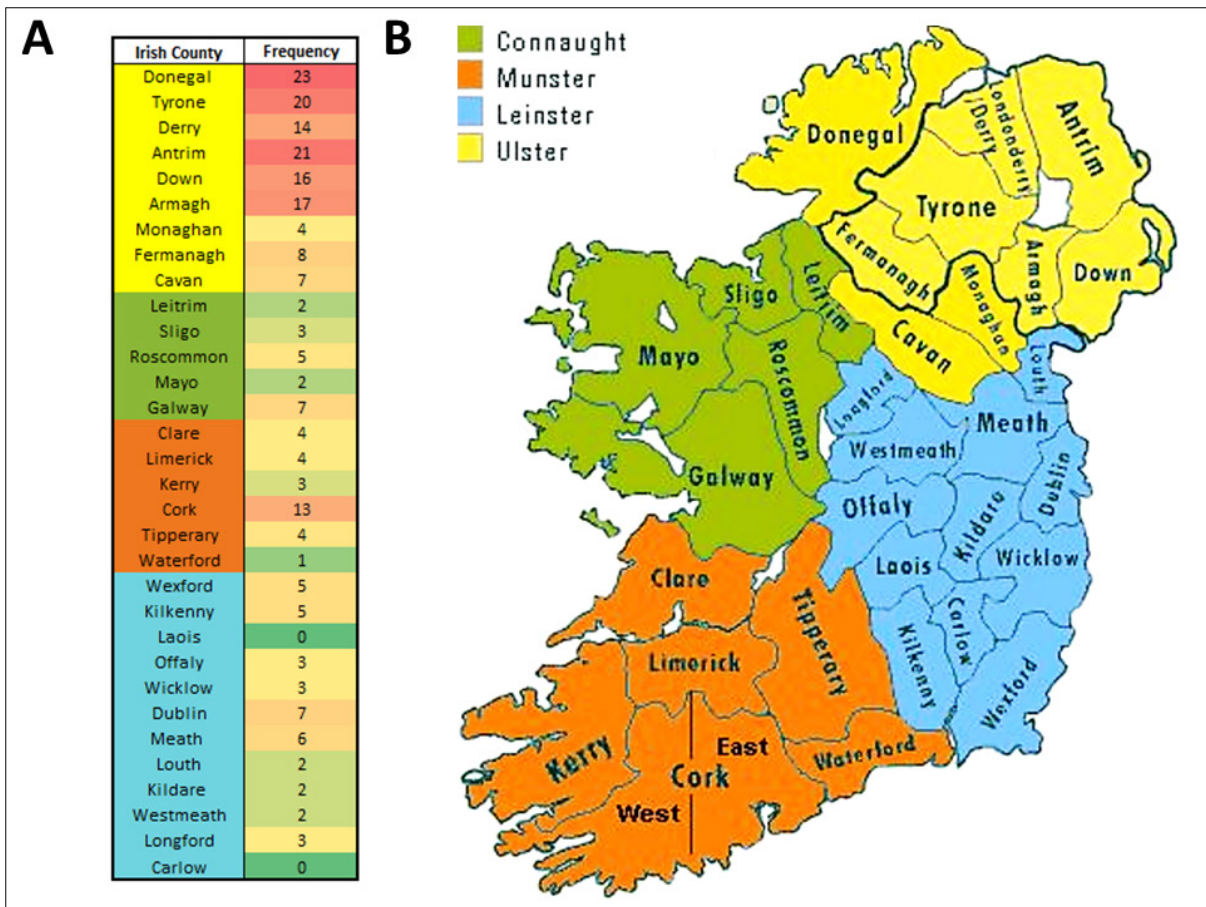 A
Irish County Frequency
Donegal 23
Tyrone 20
Derry 14
Antrim 21
Down 16
Armagh 17
Monaghan 4
Fermanagh 8
Cavan 7
Leitrim 2
Sligo 3
Roscommon 5
Mayo 2
Galway 7
Clare 4
Limerick 4
Kerry 3
Cork 13
Tipperary 4
Waterford 1
Wexford 5
Kilkenny 5
Laois 0
Offaly 3
Wicklow 3
Dublin 7
Meath 6
Louth 2
Kildare 2
Westmeath 2
Longford 3
Carlow 0
B
Connaught
Munster
Leinster
Ulster
Donegal
Londonderry
/Derry
Antrim
Tyrone
Fermanagh
Armagh
Down
Monaghan
Cavan
Sligo
Leitrim
Mayo
Roscommon
Galway
Louth
Longford
Meath
Westmeath
Dublin
Offaly
Kildare
Laois
Wicklow
Carlow
Kilkenny
Wexford
Clare
Tipperary
Limerick
Kerry
East
Cork
West
Waterford